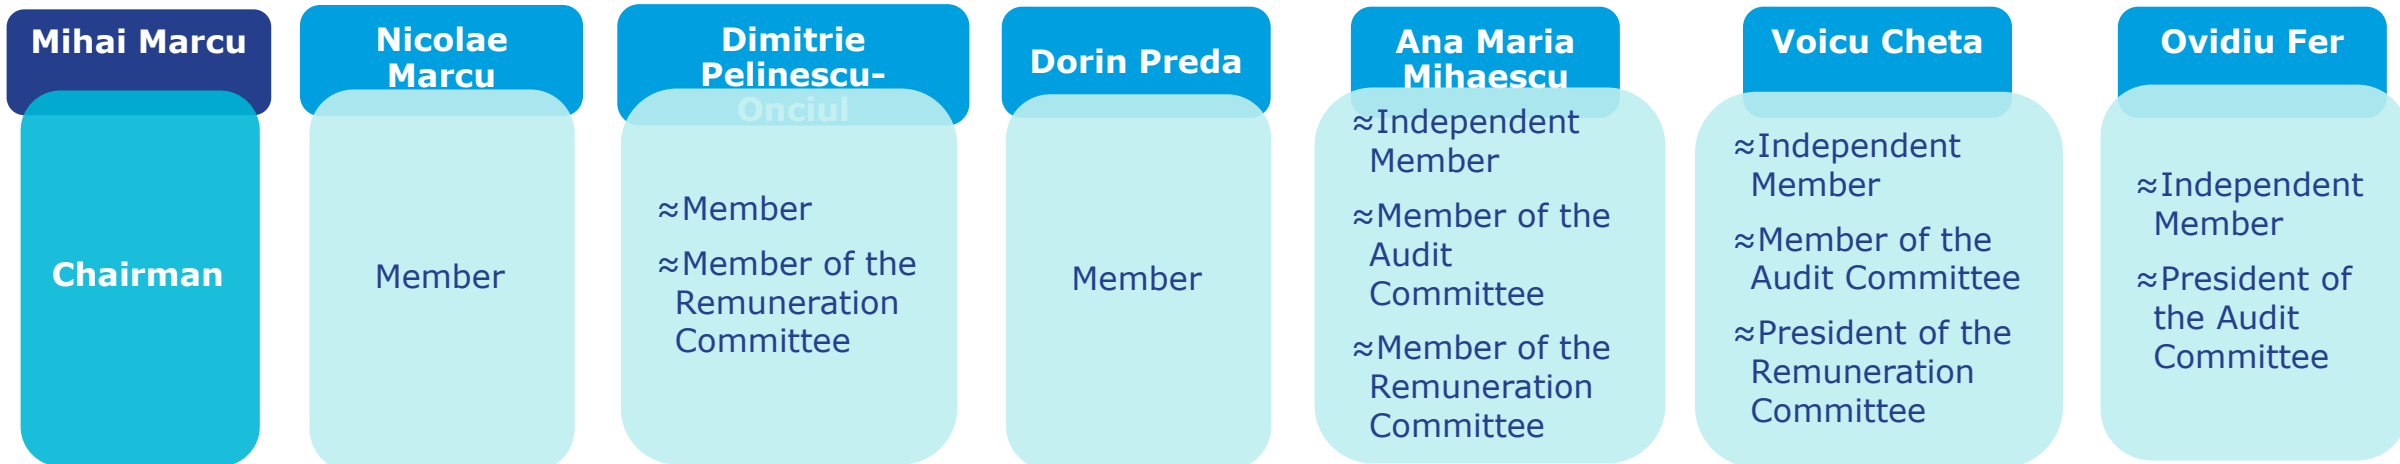 Mihai Marcu
Chairman
Nicolae
Marcu
Member
Dimitrie
Pelinescu-
Onciul
≈Member
≈Member of the
Remuneration
Committee
Dorin Preda
Member
Ana Maria
Mihaescu
≈Independent
Member
≈Member of the
Audit
Committee
≈Member of the
Remuneration
Committee
Voicu Cheta
≈Independent
Member
≈Member of the
Audit Committee
≈President of the
Remuneration
Committee
Ovidiu Fer
≈Independent
Member
≈President of
the Audit
Committee